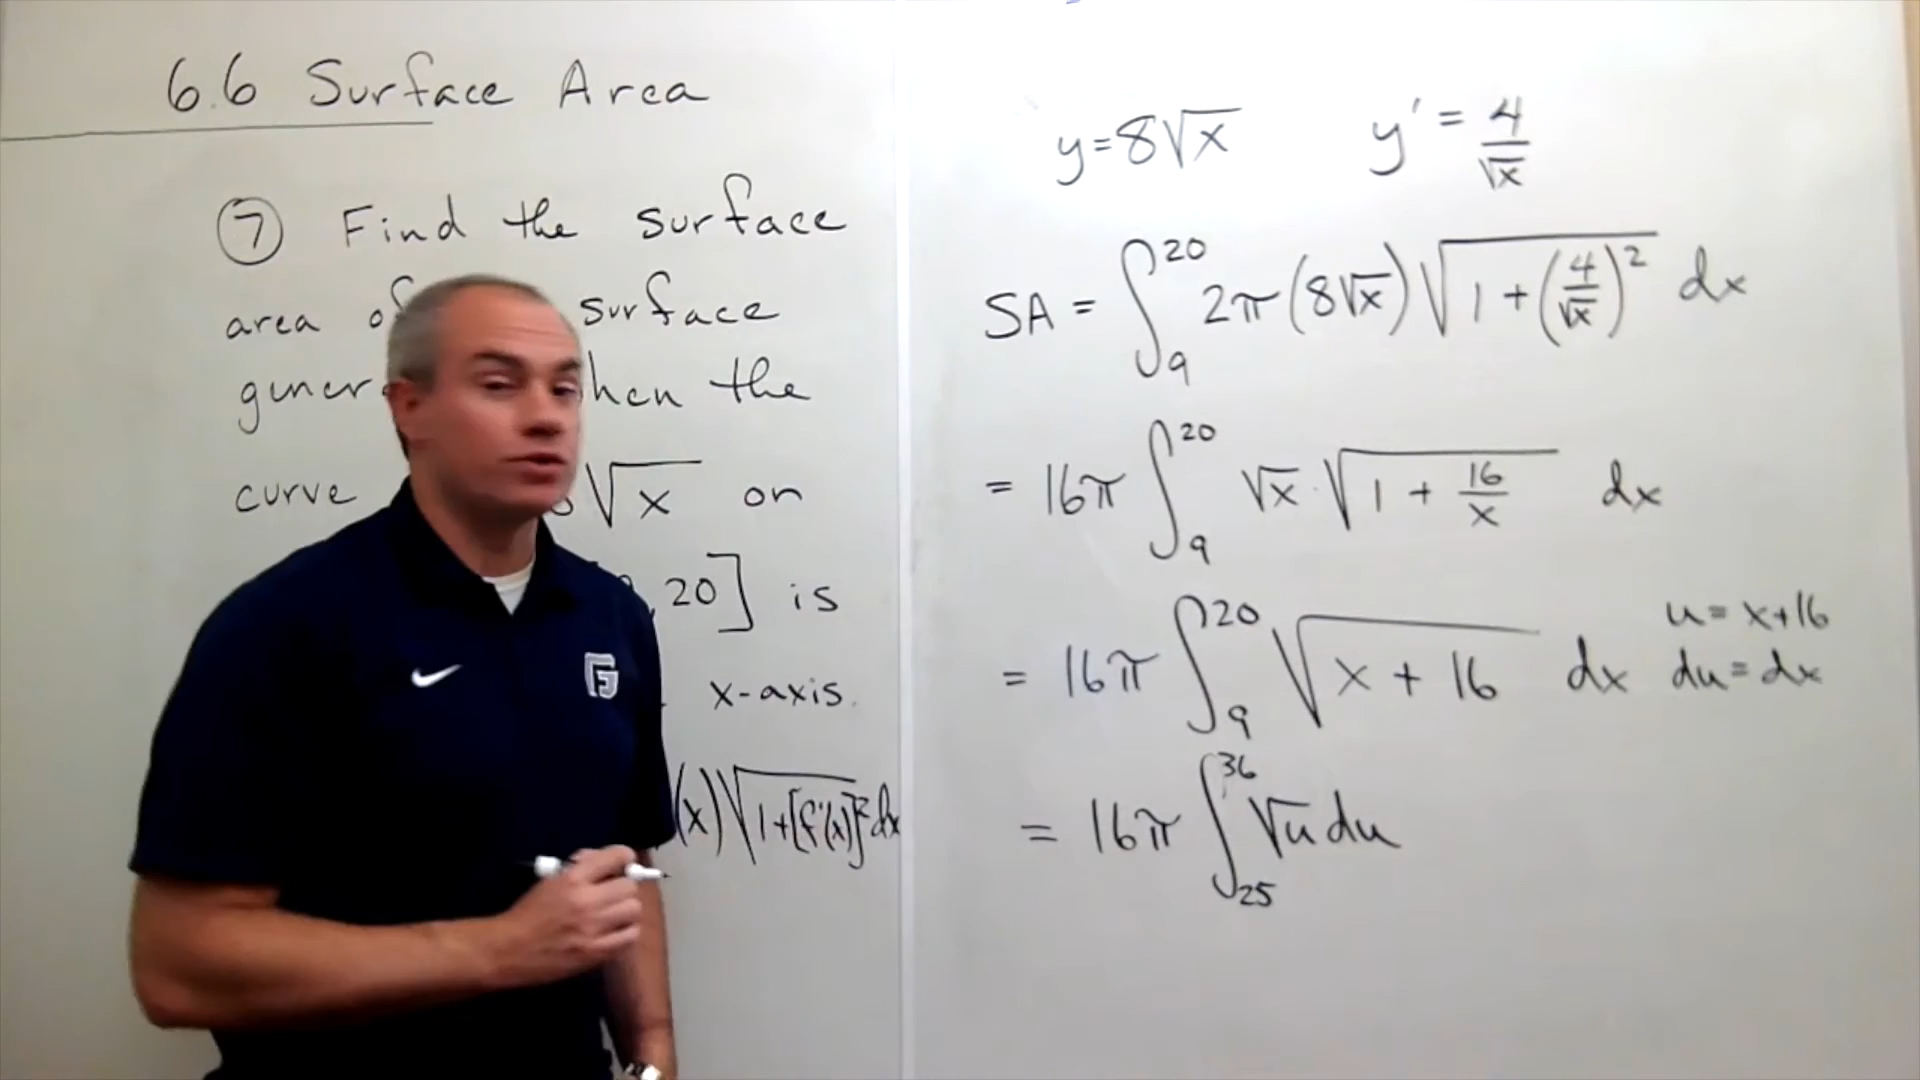 6.6 Surface Area
⑦ Find the surface
area surface
the
curve √x on
, 20] is
x-axis.
(x) √(1+[f'(x)]²) dx
y=8√x y' = 4/√x
SA = ∫₉²⁰ 2π(8√x) √(1+(4/√x)²) dx
= 16π ∫₉²⁰ √x · √(1 + 16/x) dx
u = x+16
= 16π ∫₉²⁰ √(x + 16) dx du = dx
= 16π ∫₂₅³⁶ √u du
GF